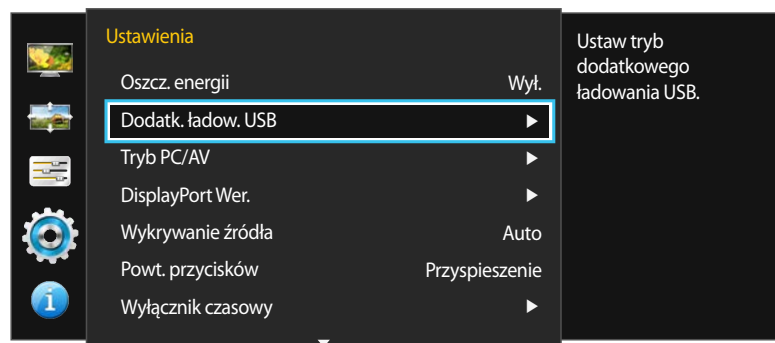 Ustawienia
Oszcz. energii Wył.
Dodatk. ładow. USB
Tryb PC/AV
DisplayPort Wer.
Wykrywanie źródła Auto
Powt. przycisków Przyspieszenie
Wyłącznik czasowy
Ustaw tryb
dodatkowego
ładowania USB.